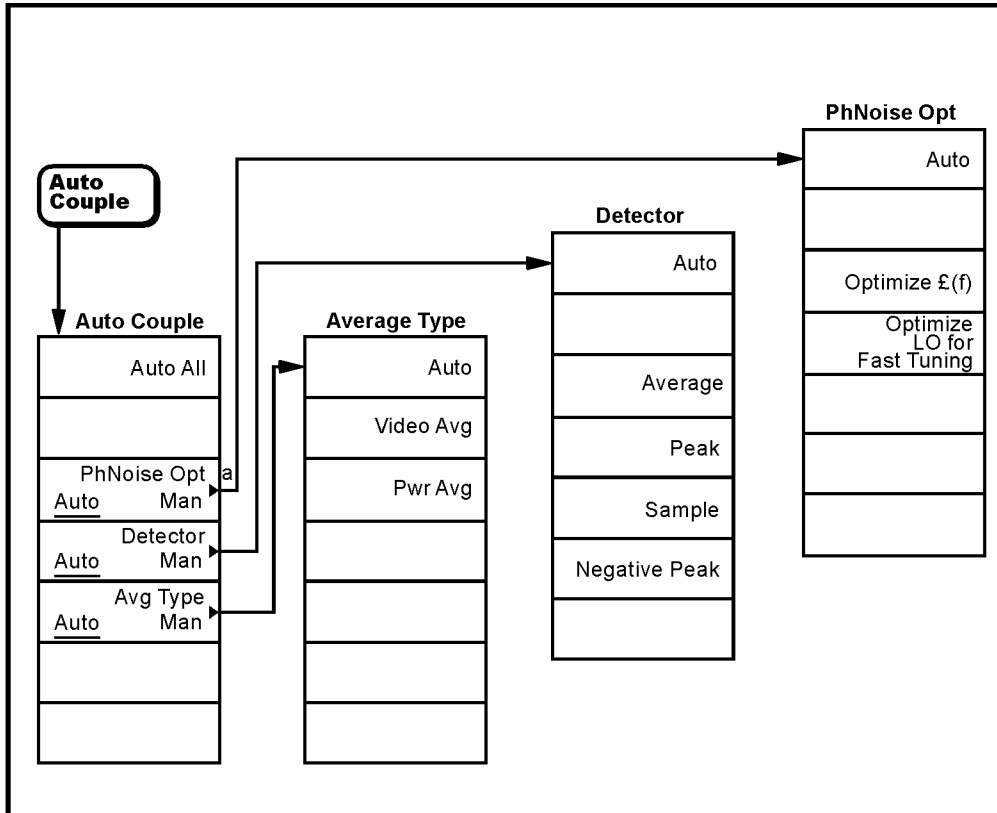 Auto
Couple
Auto Couple
Auto All
PhNoise Opt a
Auto Man
Detector
Auto Man
Avg Type
Auto Man
Average Type
Auto
Video Avg
Pwr Avg
Detector
Auto
Average
Peak
Sample
Negative Peak
PhNoise Opt
Auto
Optimize £(f)
Optimize
LO for
Fast Tuning